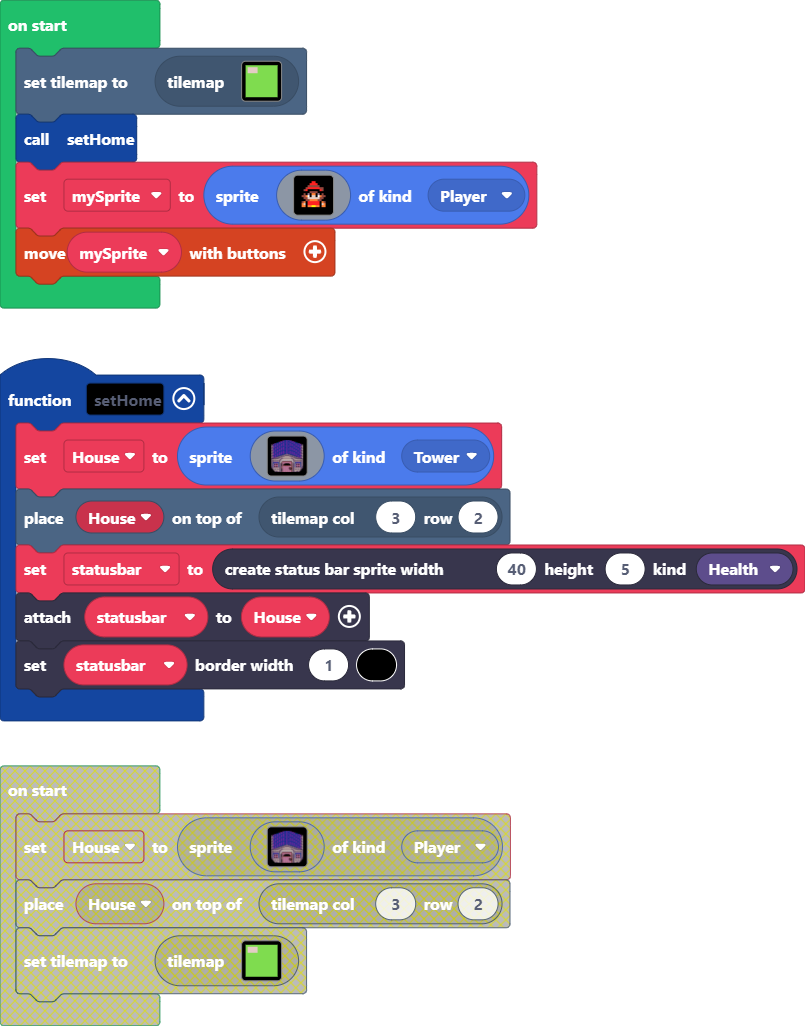 on start
set tilemap to tilemap
call setHome
set mySprite to sprite of kind Player
move mySprite with buttons
function setHome
set House to sprite of kind Tower
place House on top of tilemap col 3 row 2
set statusbar to create status bar sprite width 40 height 5 kind Health
attach statusbar to House
set statusbar border width 1
on start
set House to sprite of kind Player
place House on top of tilemap col 3 row 2
set tilemap to tilemap